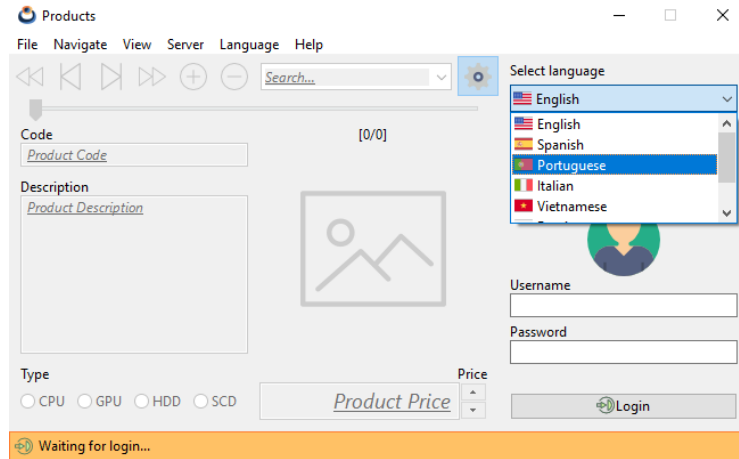 Products
File Navigate View Server Language Help
Search...
Select language
English
English
Spanish
Portuguese
Italian
Vietnamese
Code
[0/0]
Product Code
Description
Product Description
Username
Password
Type
Price
CPU GPU HDD SCD
Product Price
Login
Waiting for login...